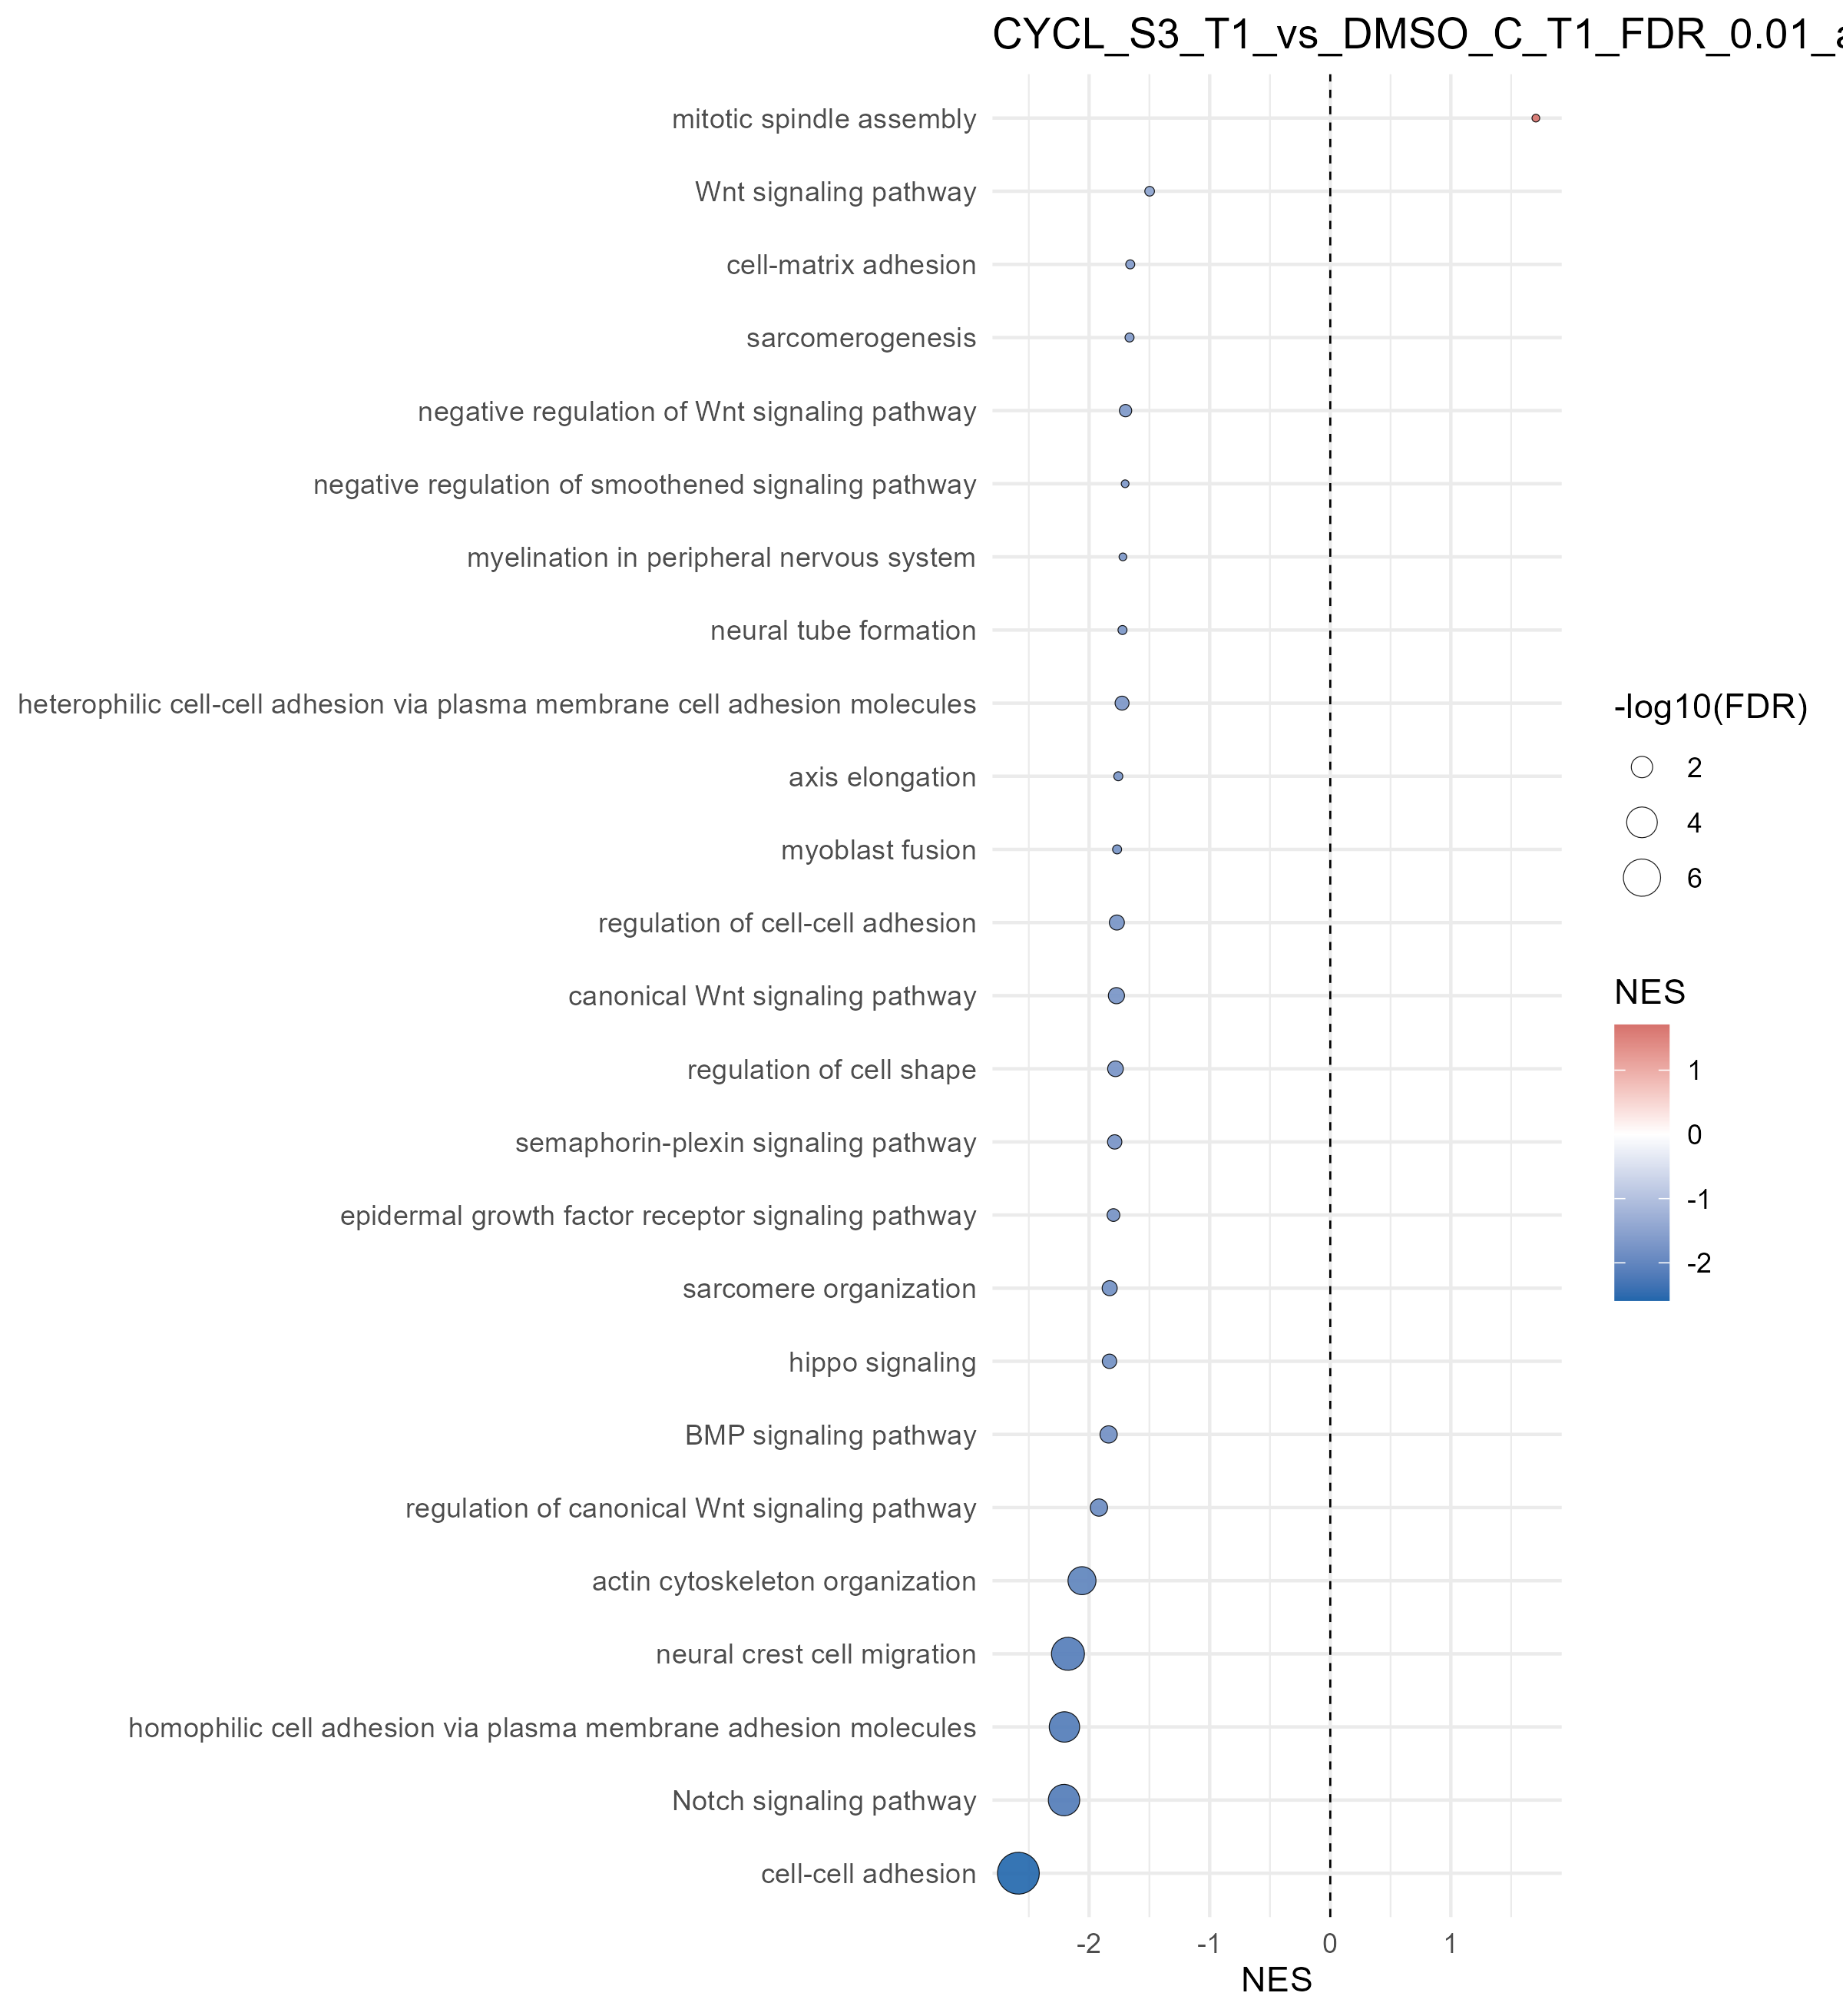 CYCL_S3_T1_vs_DMSO_C_T1_FDR_0.01_a
mitotic spindle assembly
Wnt signaling pathway
cell-matrix adhesion
sarcomerogenesis
negative regulation of Wnt signaling pathway
negative regulation of smoothened signaling pathway
myelination in peripheral nervous system
neural tube formation
heterophilic cell-cell adhesion via plasma membrane cell adhesion molecules
axis elongation
myoblast fusion
regulation of cell-cell adhesion
canonical Wnt signaling pathway
regulation of cell shape
semaphorin-plexin signaling pathway
epidermal growth factor receptor signaling pathway
sarcomere organization
hippo signaling
BMP signaling pathway
regulation of canonical Wnt signaling pathway
actin cytoskeleton organization
neural crest cell migration
homophilic cell adhesion via plasma membrane adhesion molecules
Notch signaling pathway
cell-cell adhesion
-2 -1 0 1
NES
-log10(FDR)
2
4
6
NES
1
0
-1
-2